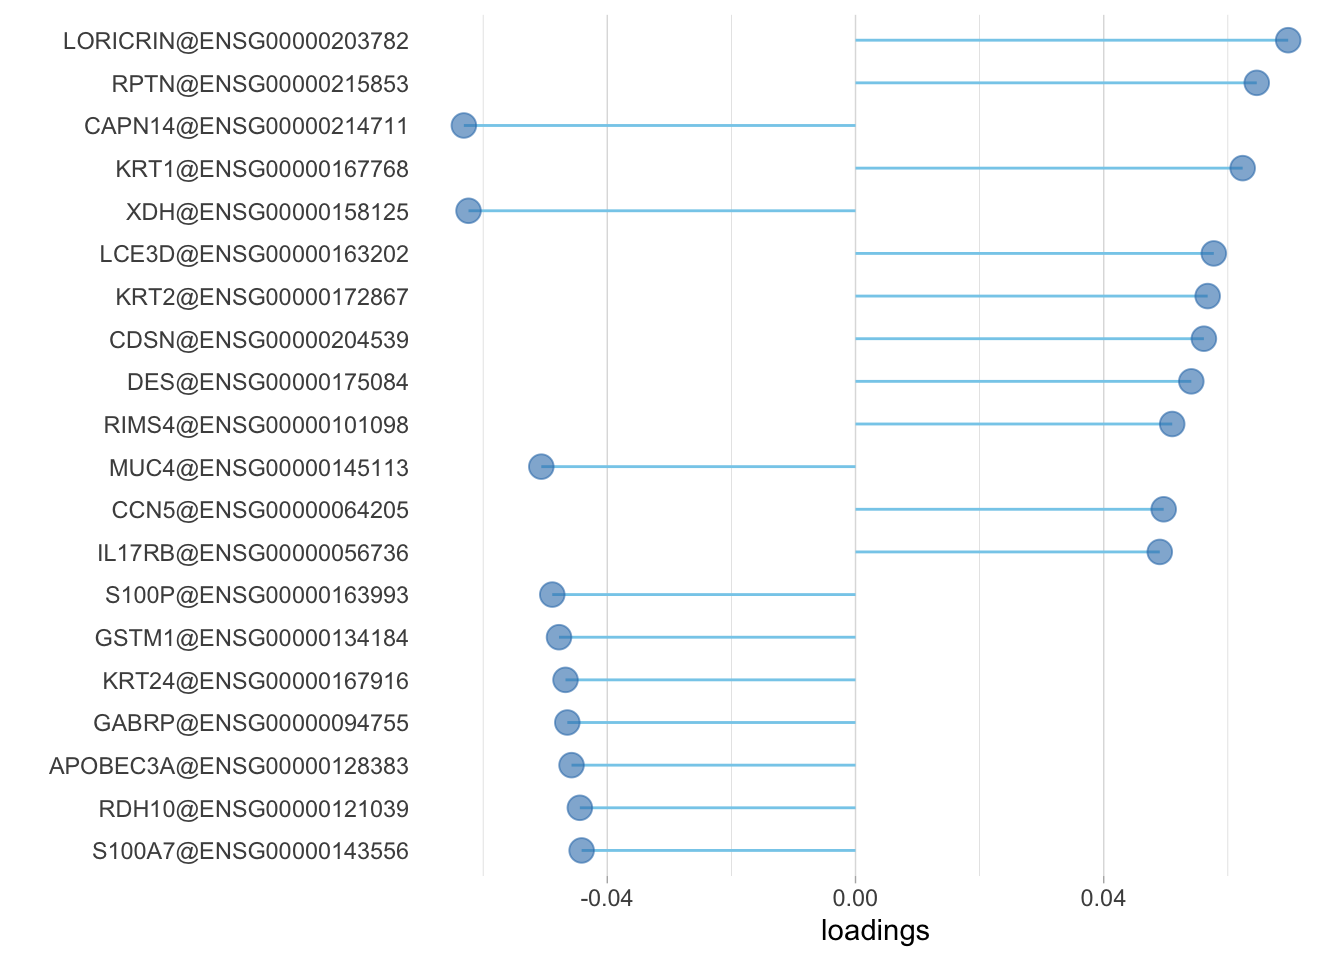 LORICRIN@ENSG00000203782
RPTN@ENSG00000215853
CAPN14@ENSG00000214711
KRT1@ENSG00000167768
XDH@ENSG00000158125
LCE3D@ENSG00000163202
KRT2@ENSG00000172867
CDSN@ENSG00000204539
DES@ENSG00000175084
RIMS4@ENSG00000101098
MUC4@ENSG00000145113
CCN5@ENSG00000064205
IL17RB@ENSG00000056736
S100P@ENSG00000163993
GSTM1@ENSG00000134184
KRT24@ENSG00000167916
GABRP@ENSG00000094755
APOBEC3A@ENSG00000128383
RDH10@ENSG00000121039
S100A7@ENSG00000143556
-0.04 0.00 0.04
loadings